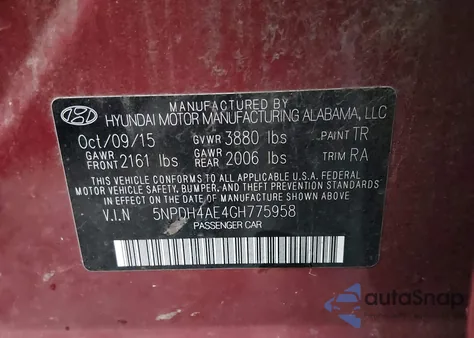 MANUFACTURED BY
HYUNDAI MOTOR MANUFACTURING ALABAMA, LLC
Oct/09/15 GVWR 3880 lbs PAINT TR
GAWR FRONT 2161 lbs GAWR REAR 2006 lbs TRIM RA
THIS VEHICLE CONFORMS TO ALL APPLICABLE U.S.A. FEDERAL
MOTOR VEHICLE SAFETY, BUMPER, AND THEFT PREVENTION
STANDARDS IN EFFECT ON THE DATE OF MANUFACTURE SHOWN ABOVE.
V.I.N 5NPDH4AE4GH775958
PASSENGER CAR
autoSnap